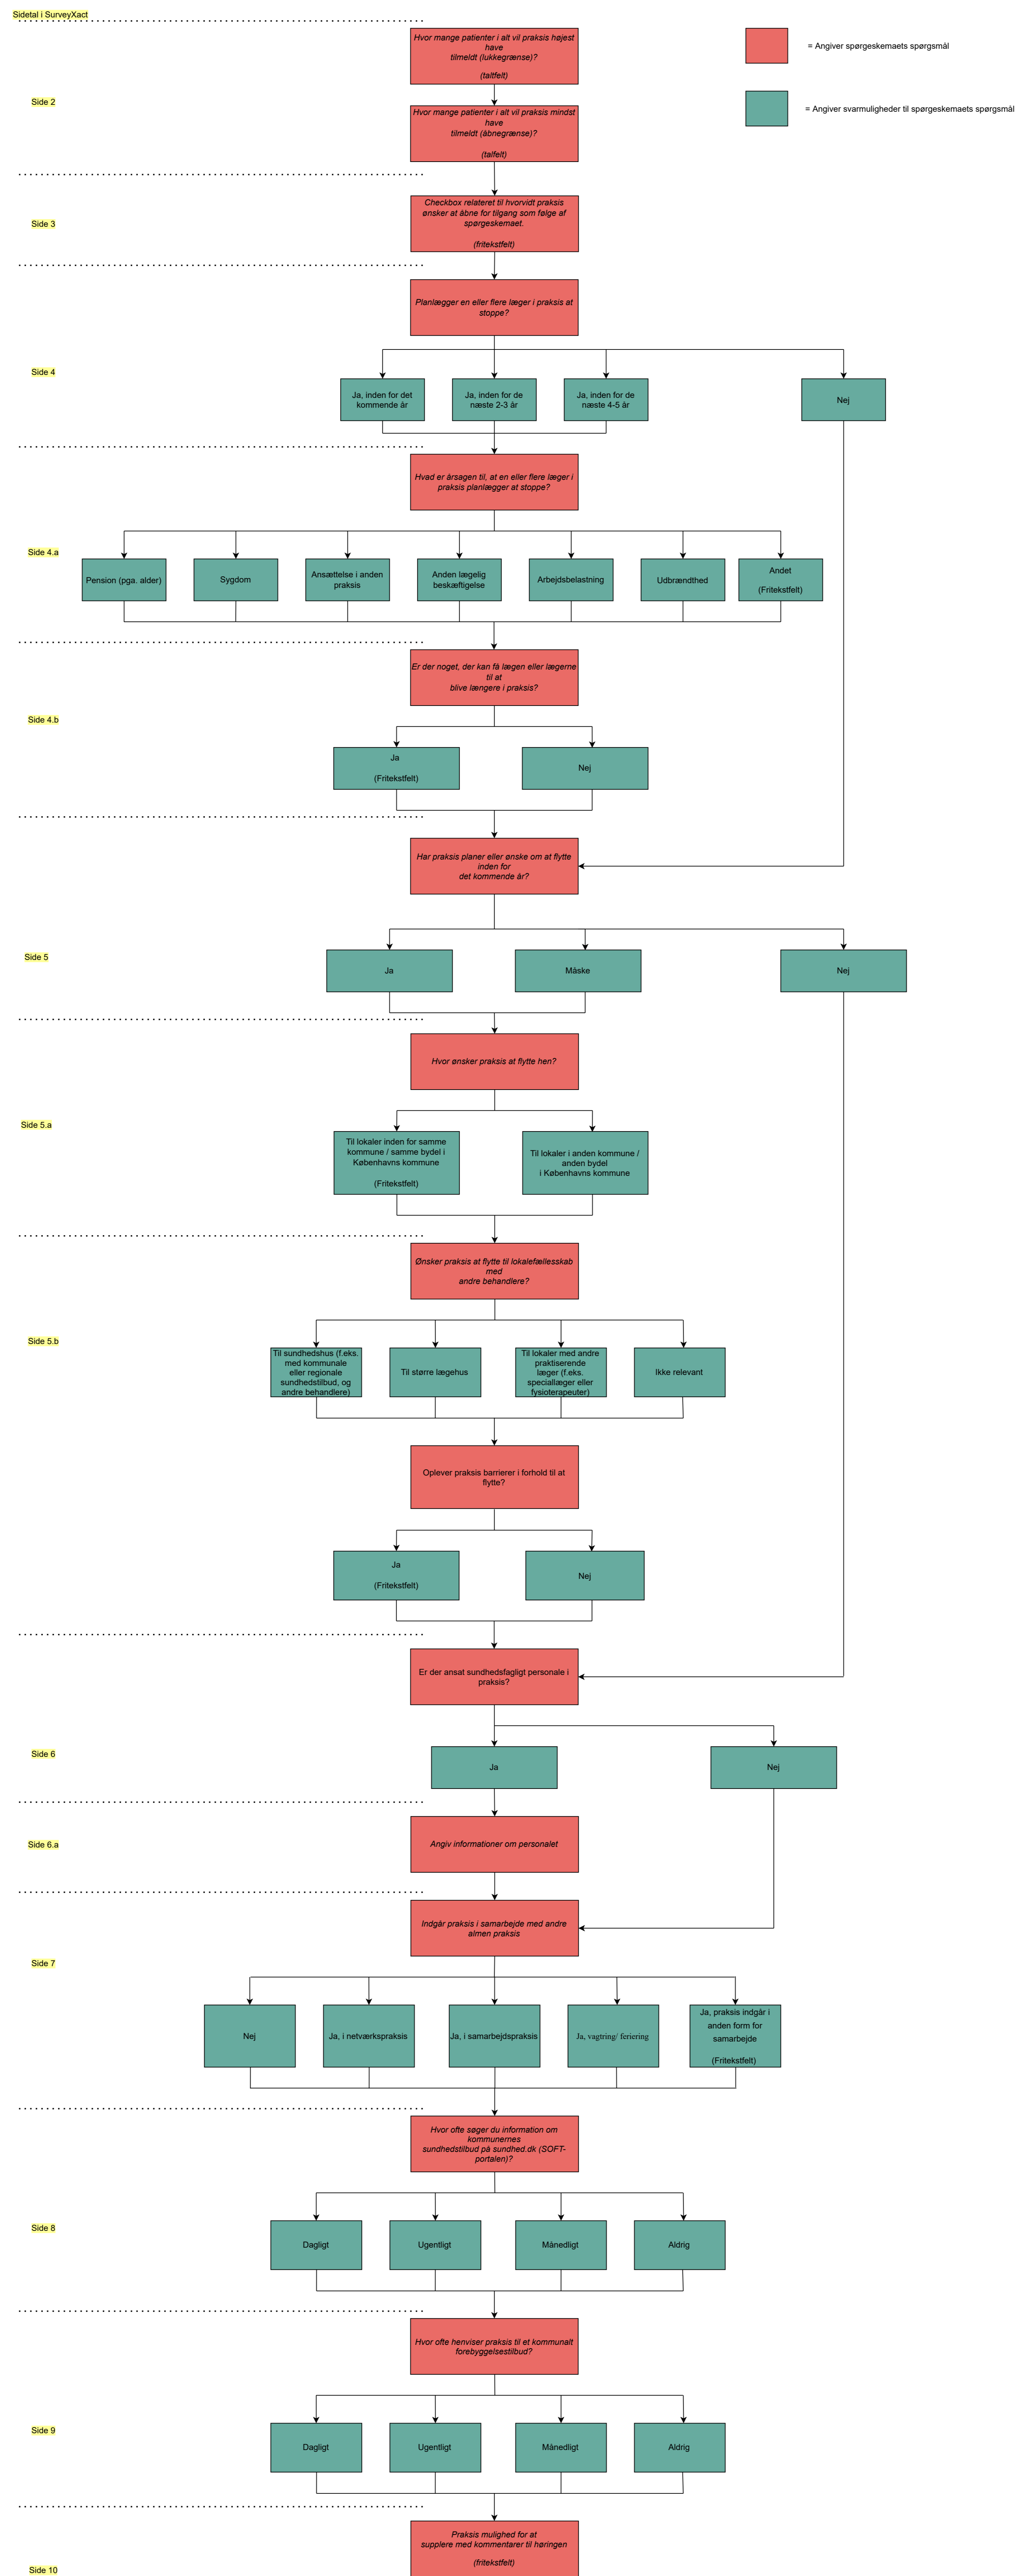 Sidetal i SurveyXact
Hvor mange patienter i alt vil praksis højest
have
tilmeldt (lukkegrænse)?
(taltfelt)
= Angiver spørgeskemaets spørgsmål
Side 2
= Angiver svarmuligheder til spørgeskemaets spørgsmål
Hvor mange patienter i alt vil praksis mindst
have
tilmeldt (åbnegrænse)?
(talfelt)
Side 3
Checkbox relateret til hvorvidt praksis
ønsker at åbne for tilgang som følge af
spørgeskemaet.
(fritekstfelt)
Planlægger en eller flere læger i praksis at
stoppe?
Side 4
Ja, inden for det
kommende år
Ja, inden for de
næste 2-3 år
Ja, inden for de
næste 4-5 år
Nej
Hvad er årsagen til, at en eller flere læger i
praksis planlægger at stoppe?
Side 4.a
Pension (pga. alder)
Sygdom
Ansættelse i anden
praksis
Anden lægelig
beskæftigelse
Arbejdsbelastning
Udbrændthed
Andet
(Fritekstfelt)
Er der noget, der kan få lægen eller lægerne
til at
blive længere i praksis?
Side 4.b
Ja
(Fritekstfelt)
Nej
Har praksis planer eller ønske om at flytte
inden for
det kommende år?
Side 5
Ja
Måske
Nej
Hvor ønsker praksis at flytte hen?
Side 5.a
Til lokaler inden for samme
kommune / samme bydel i
Københavns kommune
(Fritekstfelt)
Til lokaler i anden kommune /
anden bydel
i Københavns kommune
Ønsker praksis at flytte til lokalefællesskab
med
andre behandlere?
Side 5.b
Til sundhedshus (f.eks.
med kommunale
eller regionale
sundhedstilbud, og
andre behandlere)
Til større lægehus
Til lokaler med andre
praktiserende
læger (f.eks.
speciallæger eller
fysioterapeuter)
Ikke relevant
Oplever praksis barrierer i forhold til at
flytte?
Ja
(Fritekstfelt)
Nej
Er der ansat sundhedsfagligt personale i
praksis?
Side 6
Ja
Nej
Side 6.a
Angiv informationer om personalet
Indgår praksis i samarbejde med andre
almen praksis
Side 7
Nej
Ja, i netværkspraksis
Ja, i samarbejdspraksis
Ja, vagtring/ feriering
Ja, praksis indgår i
anden form for
samarbejde
(Fritekstfelt)
Hvor ofte søger du information om
kommunernes
sundhedstilbud på sundhed.dk (SOFT-
portalen)?
Side 8
Dagligt
Ugentligt
Månedligt
Aldrig
Hvor ofte henviser praksis til et kommunalt
forebyggelsestilbud?
Side 9
Dagligt
Ugentligt
Månedligt
Aldrig
Praksis mulighed for at
supplere med kommentarer til høringen
(fritekstfelt)
Side 10